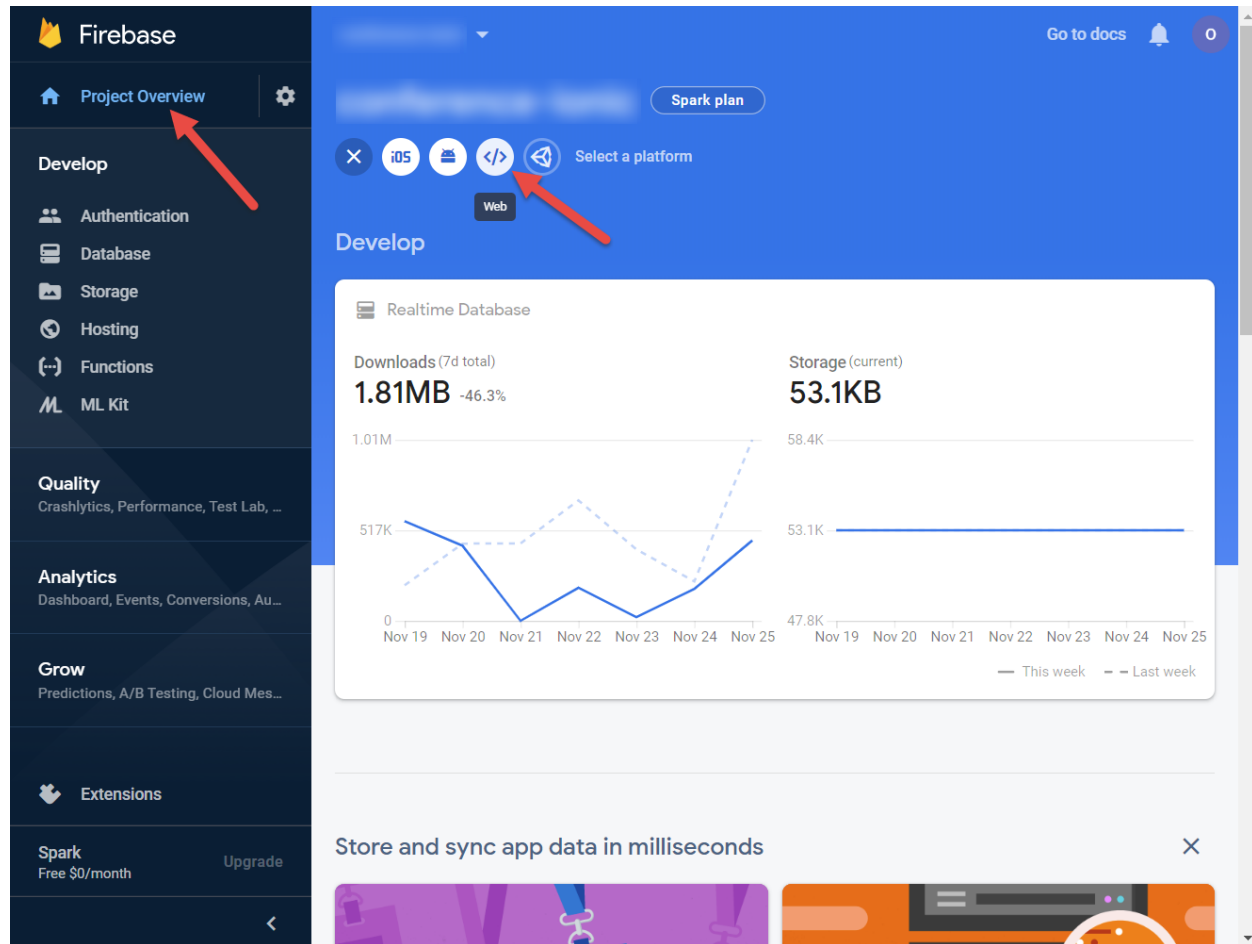 Firebase
Go to docs
O
Project Overview
Spark plan
iOS
</>
Select a platform
Web
Develop
Authentication
Database
Storage
Hosting
Functions
ML Kit
Quality
Crashlytics, Performance, Test Lab, ...
Analytics
Dashboard, Events, Conversions, Au...
Grow
Predictions, A/B Testing, Cloud Mes...
Extensions
Spark
Free $0/month
Upgrade
Develop
Realtime Database
Downloads (7d total)
1.81MB -46.3%
1.01M
517K
0
Nov 19 Nov 20 Nov 21 Nov 22 Nov 23 Nov 24 Nov 25
Storage (current)
53.1KB
58.4K
53.1K
47.8K
Nov 19 Nov 20 Nov 21 Nov 22 Nov 23 Nov 24 Nov 25
This week Last week
Store and sync app data in milliseconds